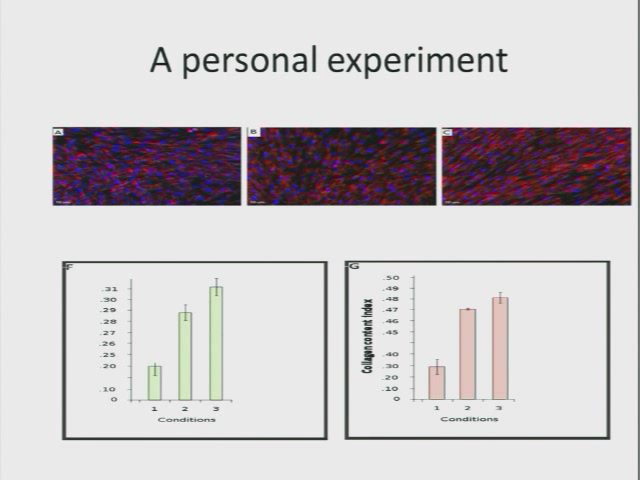 A personal experiment
A
B
C
F
.31
.30
.29
.28
.27
.26
.25
.20
.10
0
1 2 3
Conditions
G
Collagen content Index
.50
.49
.48
.47
.46
.45
.40
.30
.20
.10
0
1 2 3
Conditions